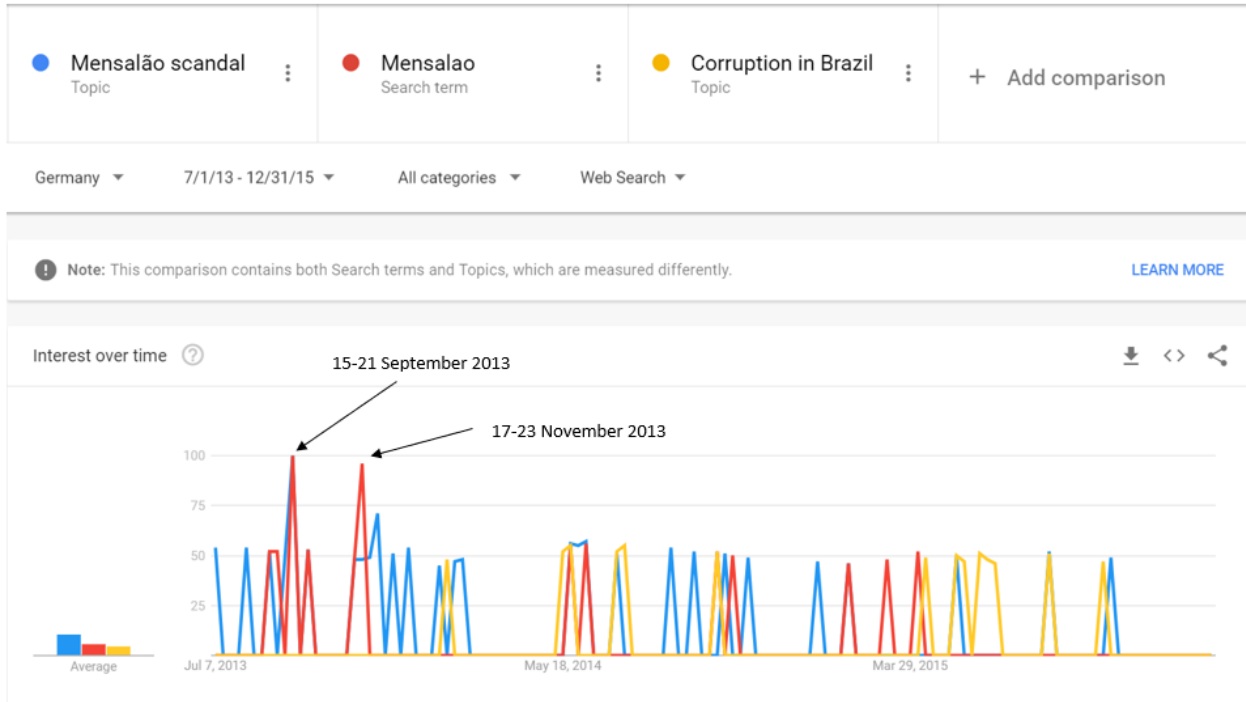 Mensalão scandal
Topic
Mensalao
Search term
Corruption in Brazil
Topic
+ Add comparison
Germany
7/1/13 - 12/31/15
All categories
Web Search
Note: This comparison contains both Search terms and Topics, which are measured differently.
LEARN MORE
Interest over time
15-21 September 2013
17-23 November 2013
100
75
50
25
Average
Jul 7, 2013
May 18, 2014
Mar 29, 2015